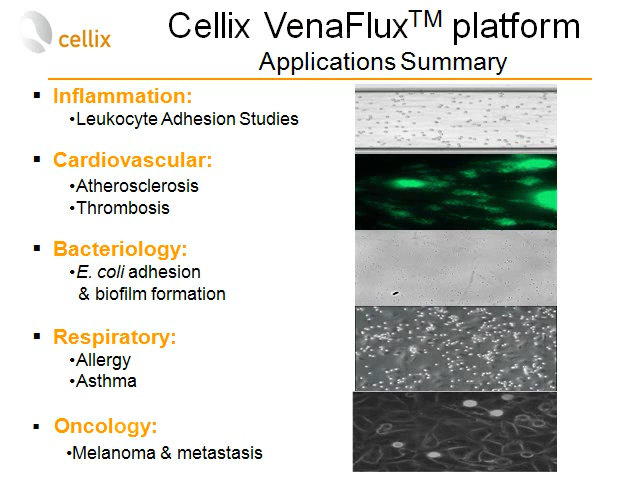 cellix
Cellix VenaFlux™ platform
Applications Summary
▪ Inflammation:
•Leukocyte Adhesion Studies
▪ Cardiovascular:
•Atherosclerosis
•Thrombosis
▪ Bacteriology:
•E. coli adhesion
& biofilm formation
▪ Respiratory:
•Allergy
•Asthma
▪ Oncology:
•Melanoma & metastasis